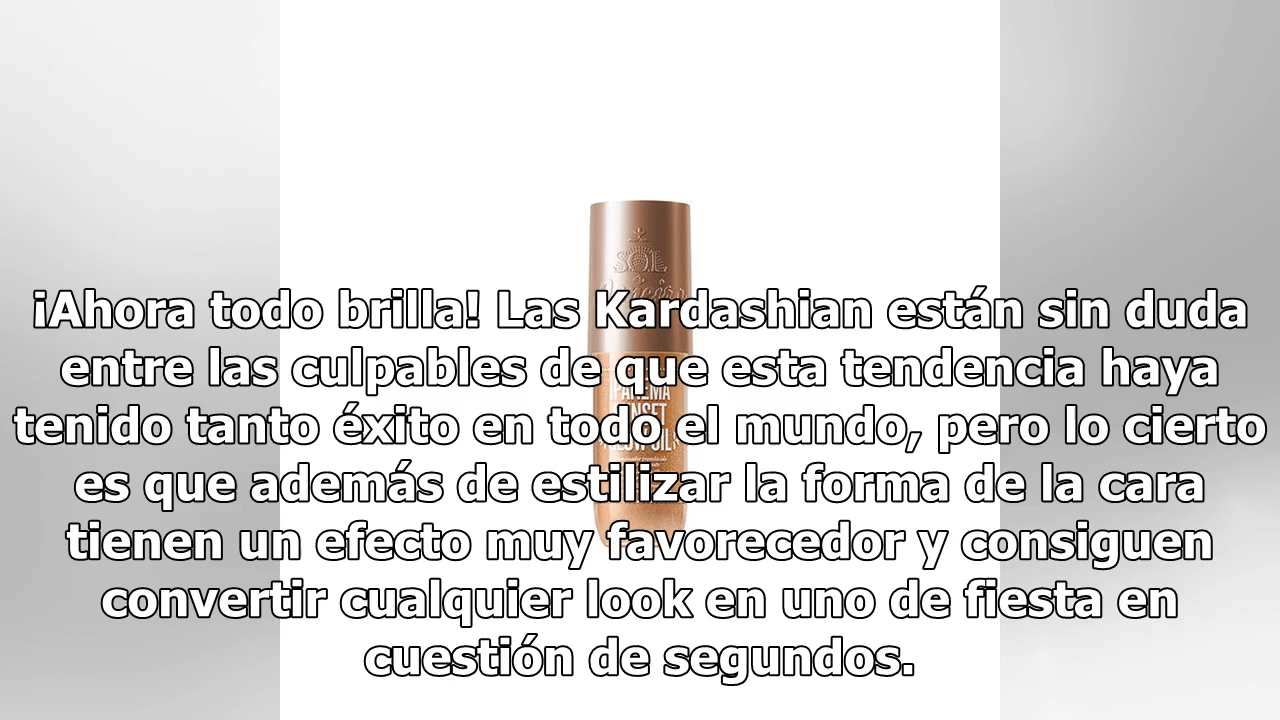 SOL
¡Ahora todo brilla! Las Kardashian están sin duda
entre las culpables de que esta tendencia haya
tenido tanto éxito en todo el mundo, pero lo cierto
es que además de estilizar la forma de la cara
tienen un efecto muy favorecedor y consiguen
convertir cualquier look en uno de fiesta en
cuestión de segundos.